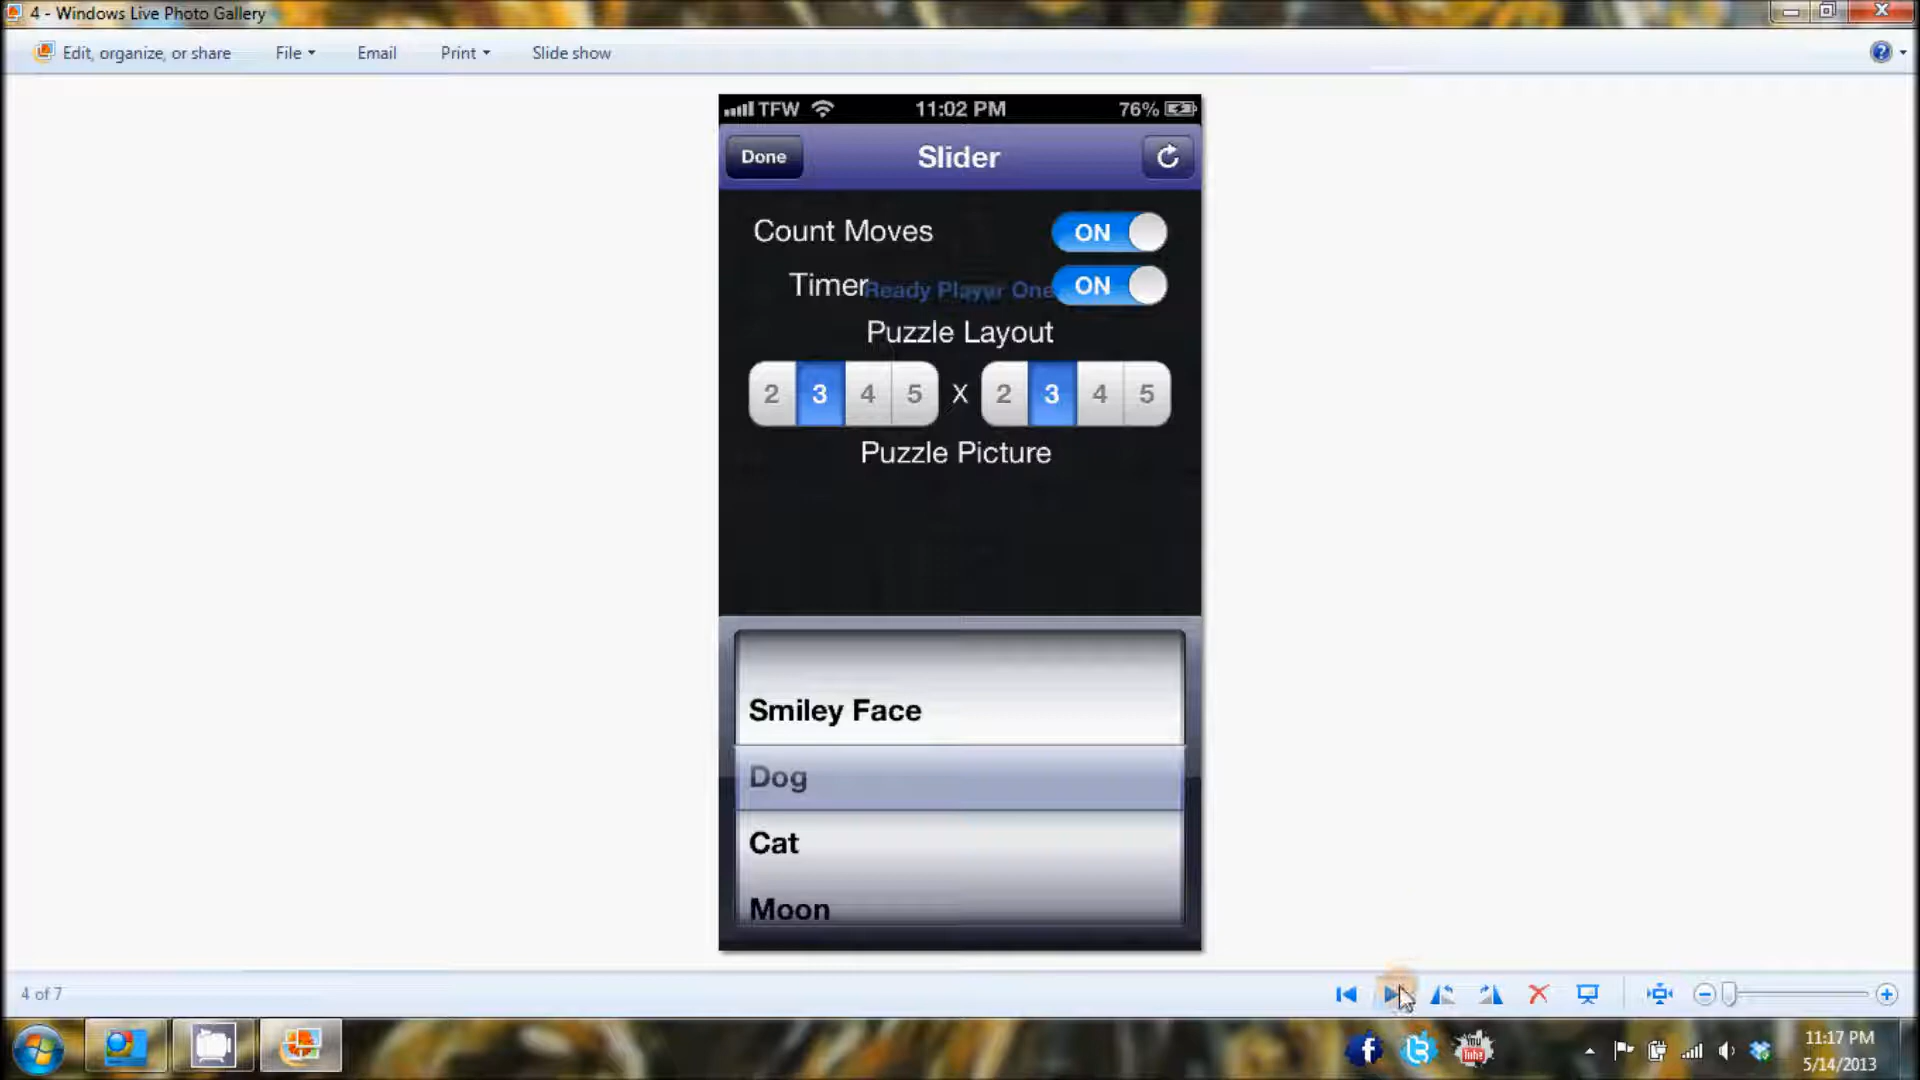 4 - Windows Live Photo Gallery
Edit, organize, or share File Email Print Slide show
TFW 11:02 PM 76%
Done Slider
Count Moves ON
Timer Ready Player One ON
Puzzle Layout
2 3 4 5 X 2 3 4 5
Puzzle Picture
Smiley Face
Dog
Cat
Moon
4 of 7
You
Tube
11:17 PM
5/14/2013